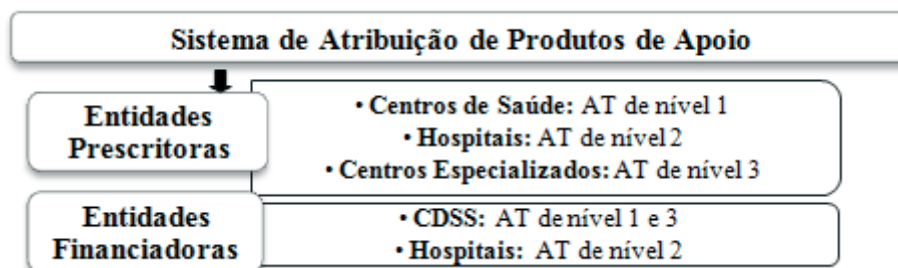 Sistema de Atribuição de Produtos de Apoio
Entidades
Prescritoras
• Centros de Saúde: AT de nível 1
• Hospitais: AT de nível 2
• Centros Especializados: AT de nível 3
Entidades
Financiadoras
• CDSS: AT de nível 1 e 3
• Hospitais: AT de nível 2